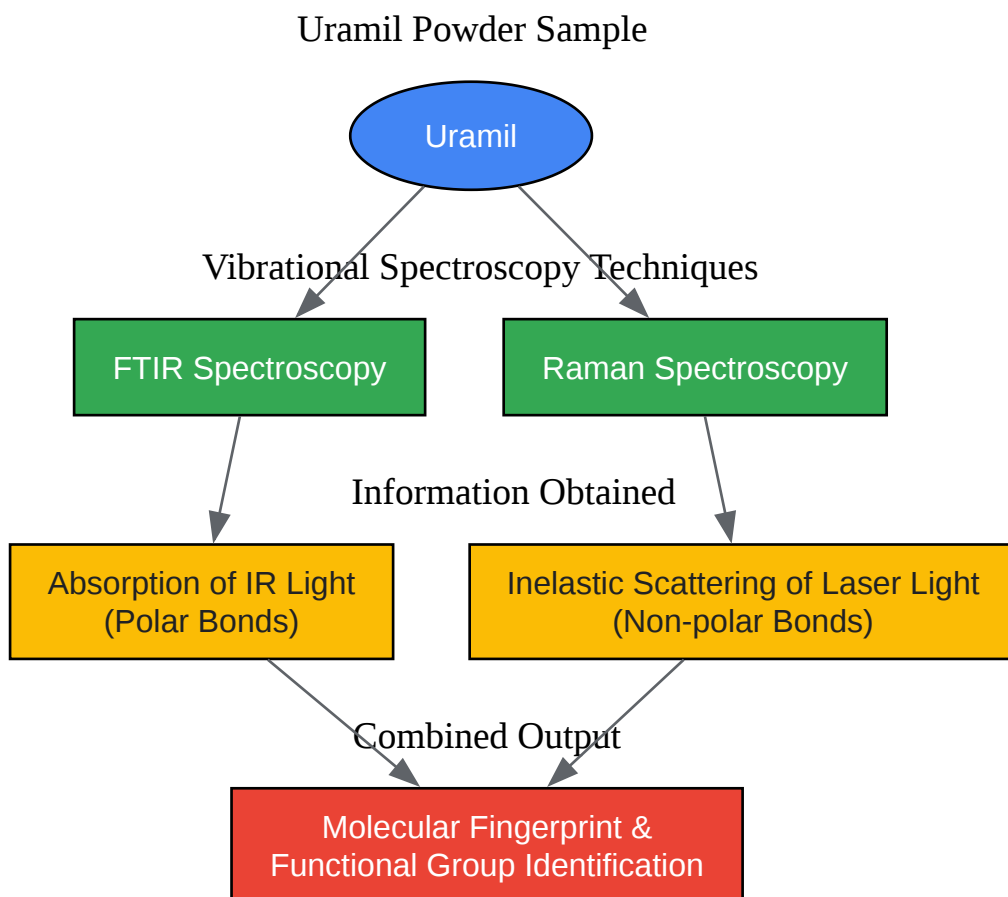 Uramil Powder Sample
Uramil
Vibrational Spectroscopy Techniques
FTIR Spectroscopy
Raman Spectroscopy
Information Obtained
Absorption of IR Light
(Polar Bonds)
Inelastic Scattering of Laser Light
(Non-polar Bonds)
Combined Output
Molecular Fingerprint &
Functional Group Identification